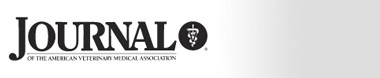 JOURNAL
OF THE AMERICAN VETERINARY MEDICAL ASSOCIATION